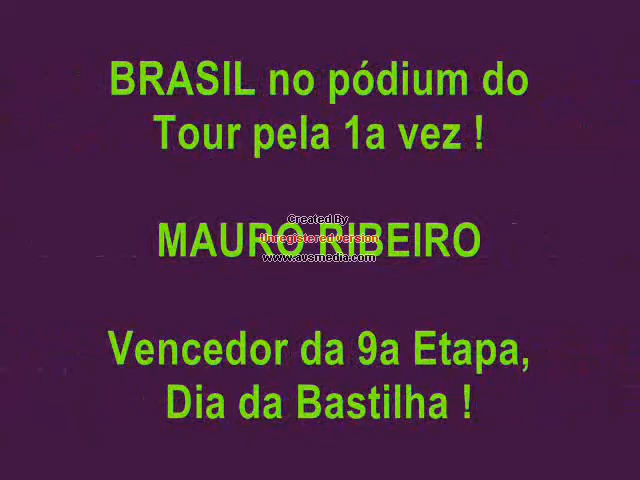 BRASIL no pódium do
Tour pela 1a vez !
Created By
Unregistered version
MAURO RIBEIRO
www.avsmedia.com
Vencedor da 9a Etapa,
Dia da Bastilha !